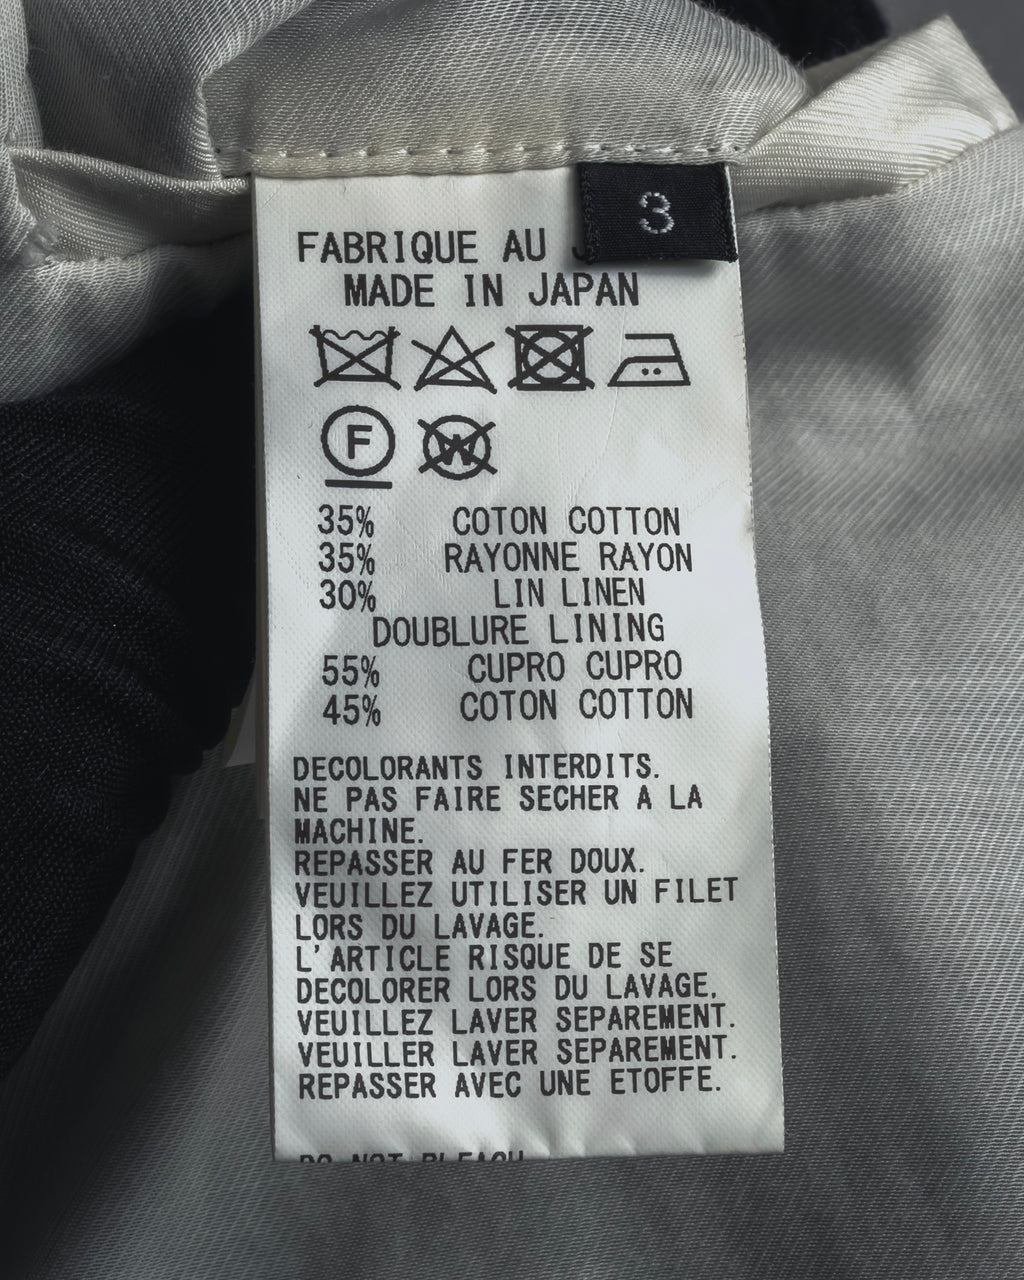 3
FABRIQUE AU
MADE IN JAPAN
F W
35% COTON COTTON
35% RAYONNE RAYON
30% LIN LINEN
DOUBLURE LINING
55% CUPRO CUPRO
45% COTON COTTON
DECOLORANTS INTERDITS.
NE PAS FAIRE SECHER A LA
MACHINE.
REPASSER AU FER DOUX.
VEUILLEZ UTILISER UN FILET
LORS DU LAVAGE.
L'ARTICLE RISQUE DE SE
DECOLORER LORS DU LAVAGE,
VEUILLEZ LAVER SEPAREMENT.
VEUILLER LAVER SEPAREMENT.
REPASSER AVEC UNE ETOFFE.
DO NOT BLEACH